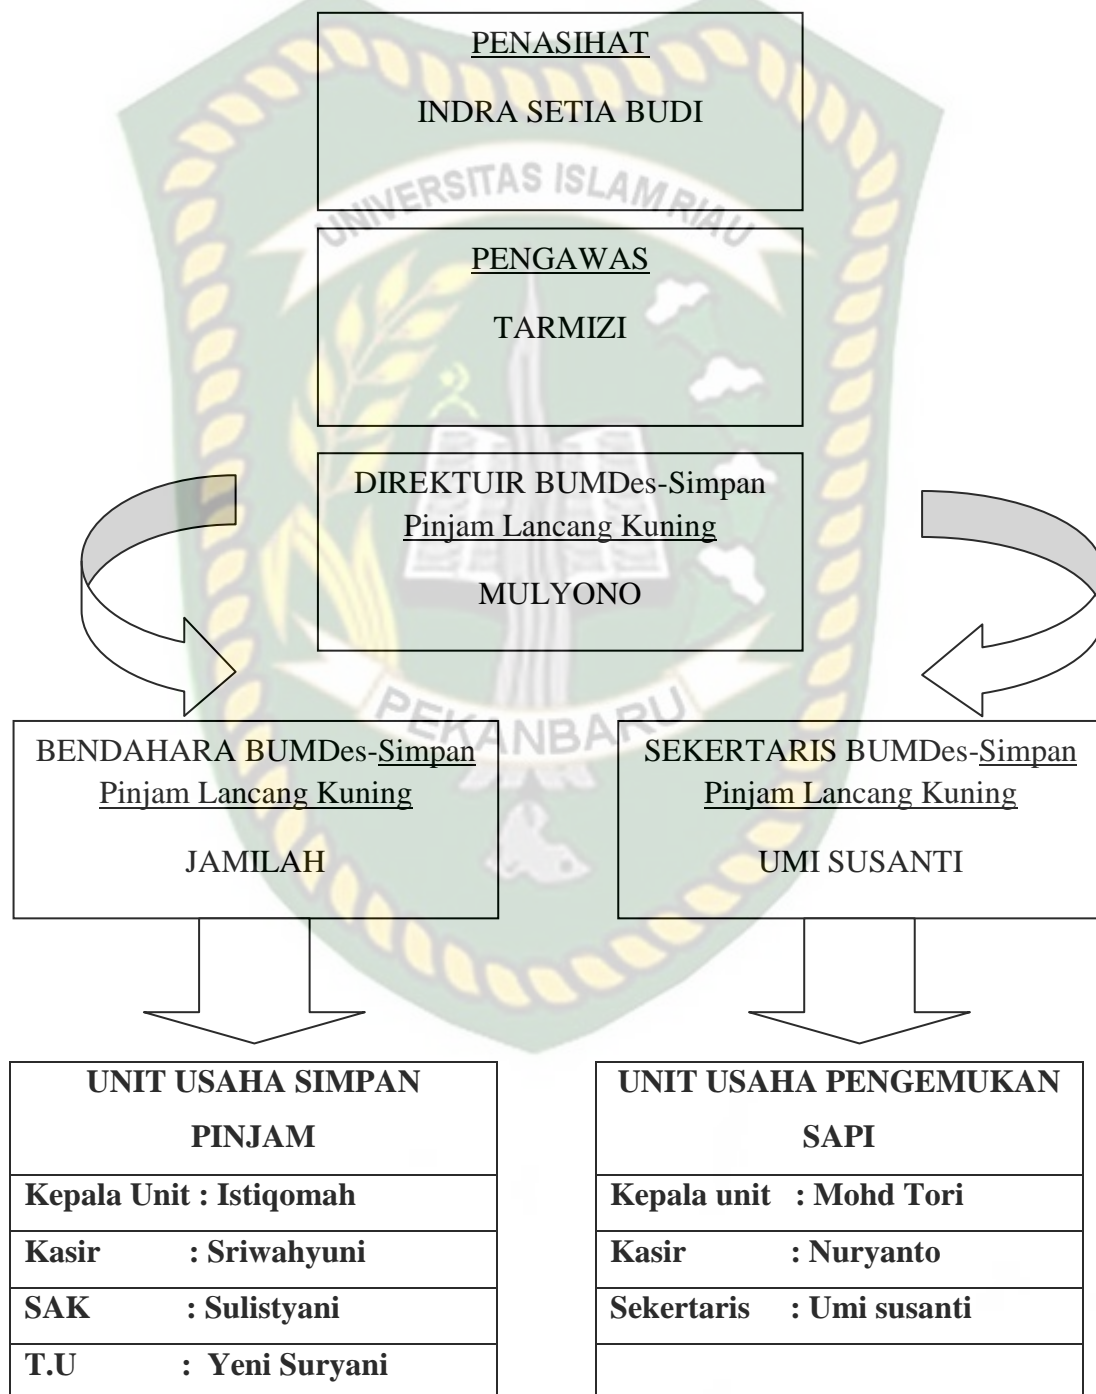 PENASIHAT
INDRA SETIA BUDI
UNIVERSITAS ISLAM RIAU
PENGAWAS
TARMIZI
DIREKTUIR BUMDes-Simpan
Pinjam Lancang Kuning
MULYONO
PEKANBARU
BENDAHARA BUMDes-Simpan
Pinjam Lancang Kuning
JAMILAH
SEKERTARIS BUMDes-Simpan
Pinjam Lancang Kuning
UMI SUSANTI
UNIT USAHA SIMPAN
PINJAM
Kepala Unit : Istiqomah
Kasir : Sriwahyuni
SAK : Sulistyani
T.U : Yeni Suryani
UNIT USAHA PENGEMUKAN
SAPI
Kepala unit : Mohd Tori
Kasir : Nuryanto
Sekertaris : Umi susanti